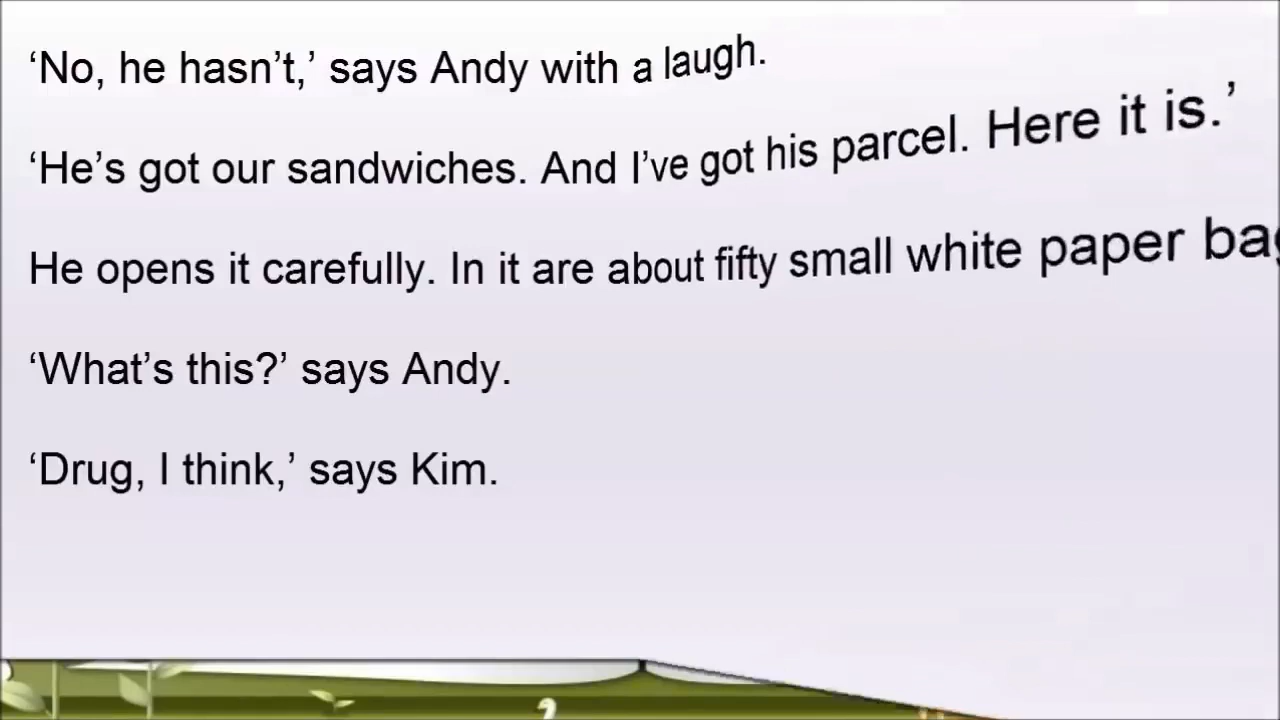 ‘No, he hasn’t,’ says Andy with a laugh.
‘He’s got our sandwiches. And I’ve got his parcel. Here it is.’
He opens it carefully. In it are about fifty small white paper
‘What’s this?’ says Andy.
‘Drug, I think,’ says Kim.